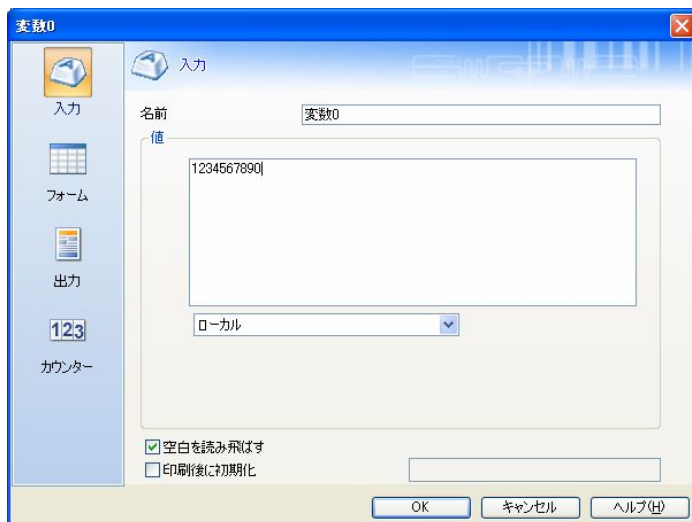 変数0
入力
フォーム
出力
123
カウンター
入力
名前
変数0
値
1234567890
ローカル
空白を読み飛ばす
印刷後に初期化
OK
キャンセル
ヘルプ(H)